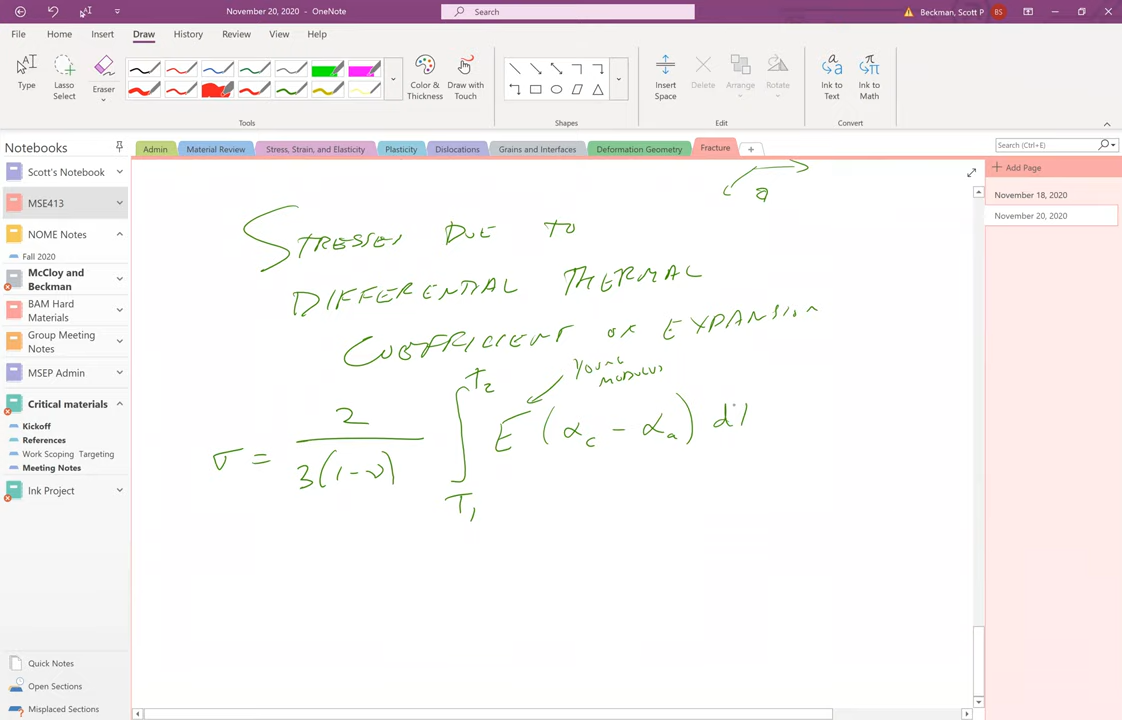 November 20, 2020 - OneNote
Search
Beckman, Scott P
BS
File Home Insert Draw History Review View Help
Type
Lasso Select
Eraser
Color & Thickness
Draw with Touch
Insert Space
Delete
Arrange
Rotate
Ink to Text
Ink to Math
Tools
Shapes
Edit
Convert
Notebooks
Admin Material Review Stress, Strain, and Elasticity Plasticity Dislocations Grains and Interfaces Deformation Geometry Fracture
Search (Ctrl+E)
Scott's Notebook
MSE413
NOME Notes
Fall 2020
McCloy and Beckman
BAM Hard Materials
Group Meeting Notes
MSEP Admin
Critical materials
Kickoff
References
Work Scoping Targeting
Meeting Notes
Ink Project
Quick Notes
Open Sections
Misplaced Sections
Add Page
November 18, 2020
November 20, 2020
a
STRESSES DUE TO
DIFFERENTIAL THERMAL
COEFFICIENT OF EXPANSION
YOUNG
MODULUS
σ = 2 / 3(1-ν) ∫ T₁ T₂ E (α_c - α_a) d